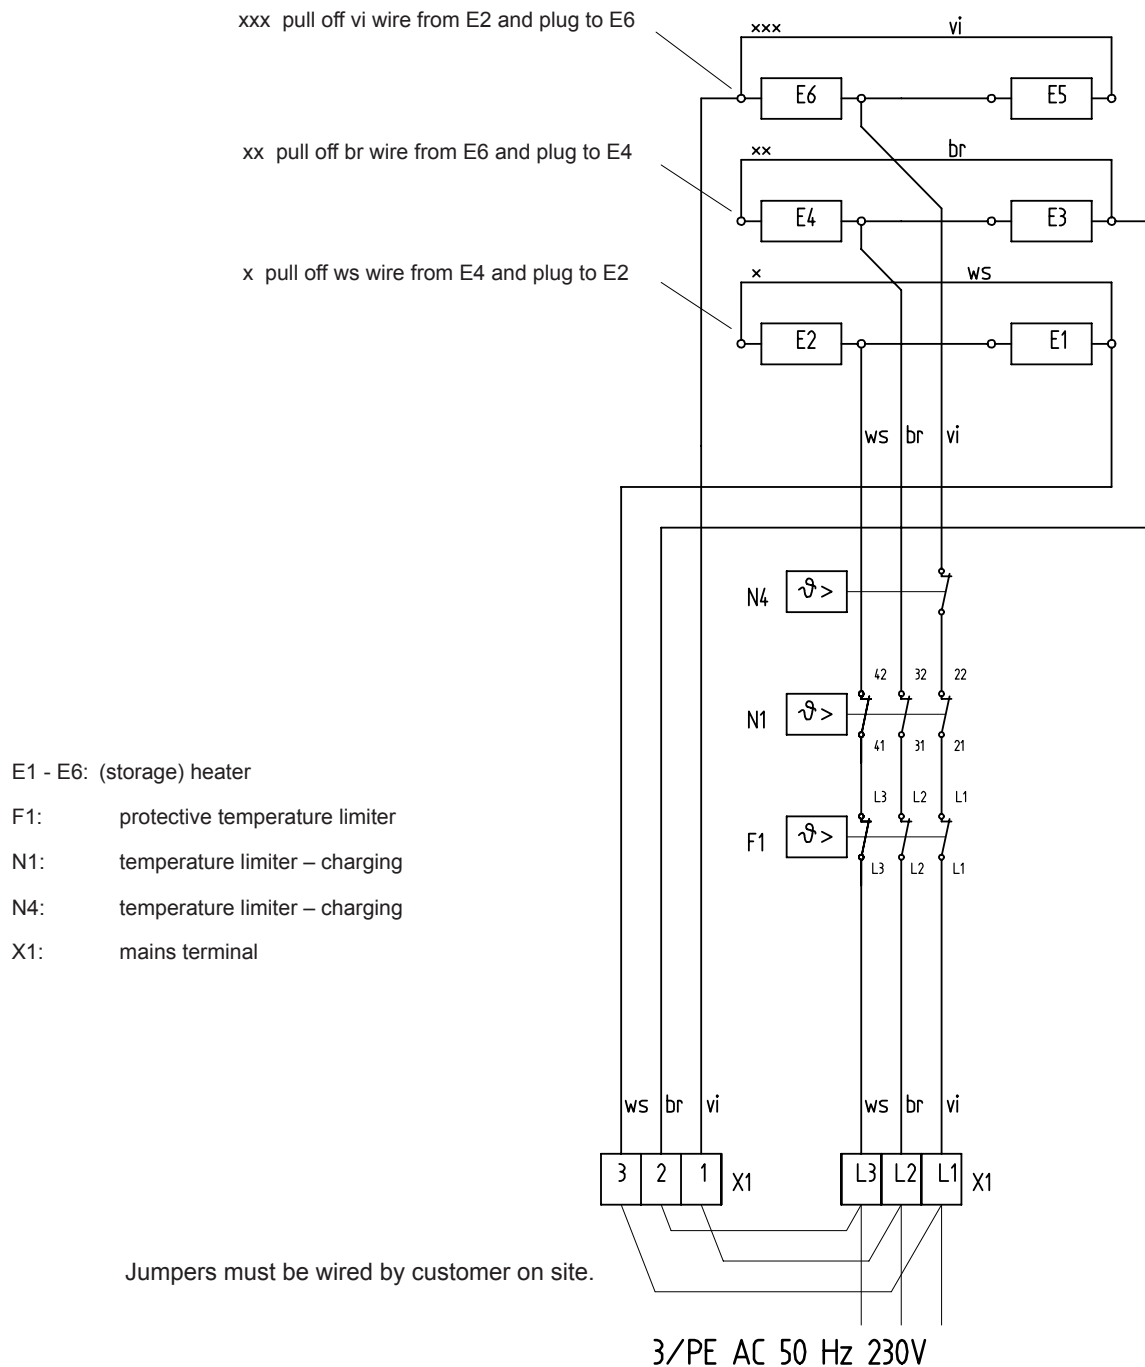 xxx pull off vi wire from E2 and plug to E6
xxx vi
E6 E5
xx pull off br wire from E6 and plug to E4
xx br
E4 E3
x pull off ws wire from E4 and plug to E2
x ws
E2 E1
ws br vi
N4 ϑ >
42 32 22
N1 ϑ >
41 31 21
E1 - E6: (storage) heater
L3 L2 L1
F1: protective temperature limiter
F1 ϑ >
N1: temperature limiter – charging
L3 L2 L1
N4: temperature limiter – charging
X1: mains terminal
ws br vi ws br vi
3 2 1 X1 L3 L2 L1 X1
Jumpers must be wired by customer on site.
3/PE AC 50 Hz 230V